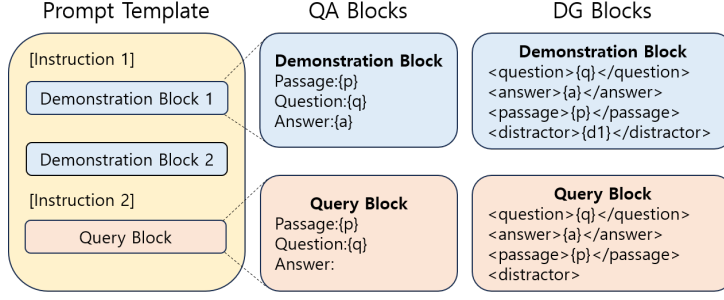 Prompt Template
[Instruction 1]
Demonstration Block 1
Demonstration Block 2
[Instruction 2]
Query Block
QA Blocks
Demonstration Block
Passage:{p}
Question:{q}
Answer:{a}
Query Block
Passage:{p}
Question:{q}
Answer:
DG Blocks
Demonstration Block
<question>{q}</question>
<answer>{a}</answer>
<passage>{p}</passage>
<distractor>{d1}</distractor>
Query Block
<question>{q}</question>
<answer>{a}</answer>
<passage>{p}</passage>
<distractor>